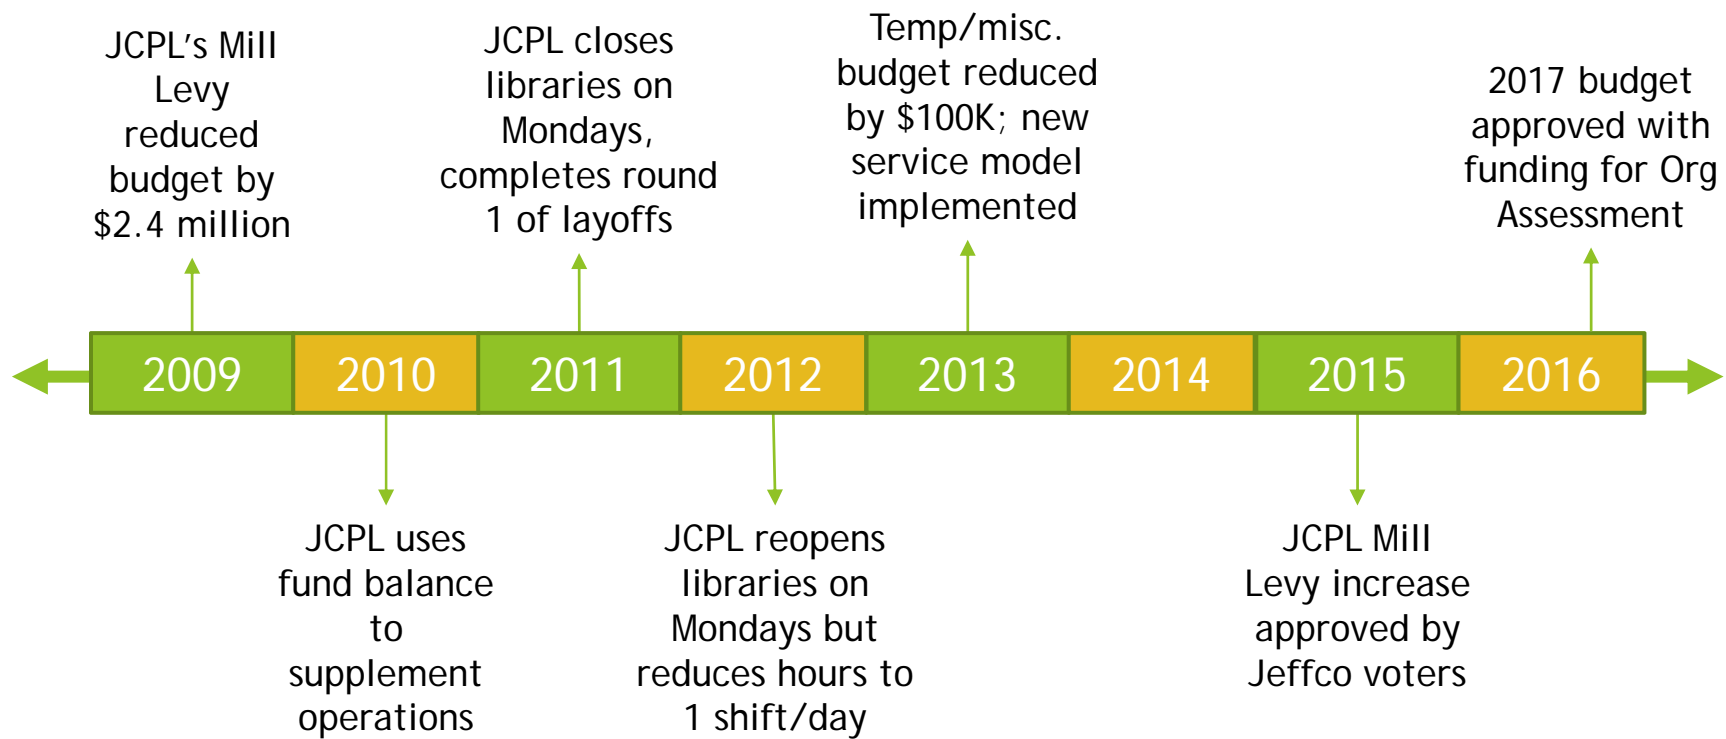 JCPL's Mill
Levy
reduced
budget by
$2.4 million
JCPL closes
libraries on
Mondays,
completes round
1 of layoffs
Temp/misc.
budget reduced
by $100K; new
service model
implemented
2017 budget
approved with
funding for Org
Assessment
2009
2010
2011
2012
2013
2014
2015
2016
JCPL uses
fund balance
to
supplement
operations
JCPL reopens
libraries on
Mondays but
reduces hours to
1 shift/day
JCPL Mill
Levy increase
approved by
Jeffco voters